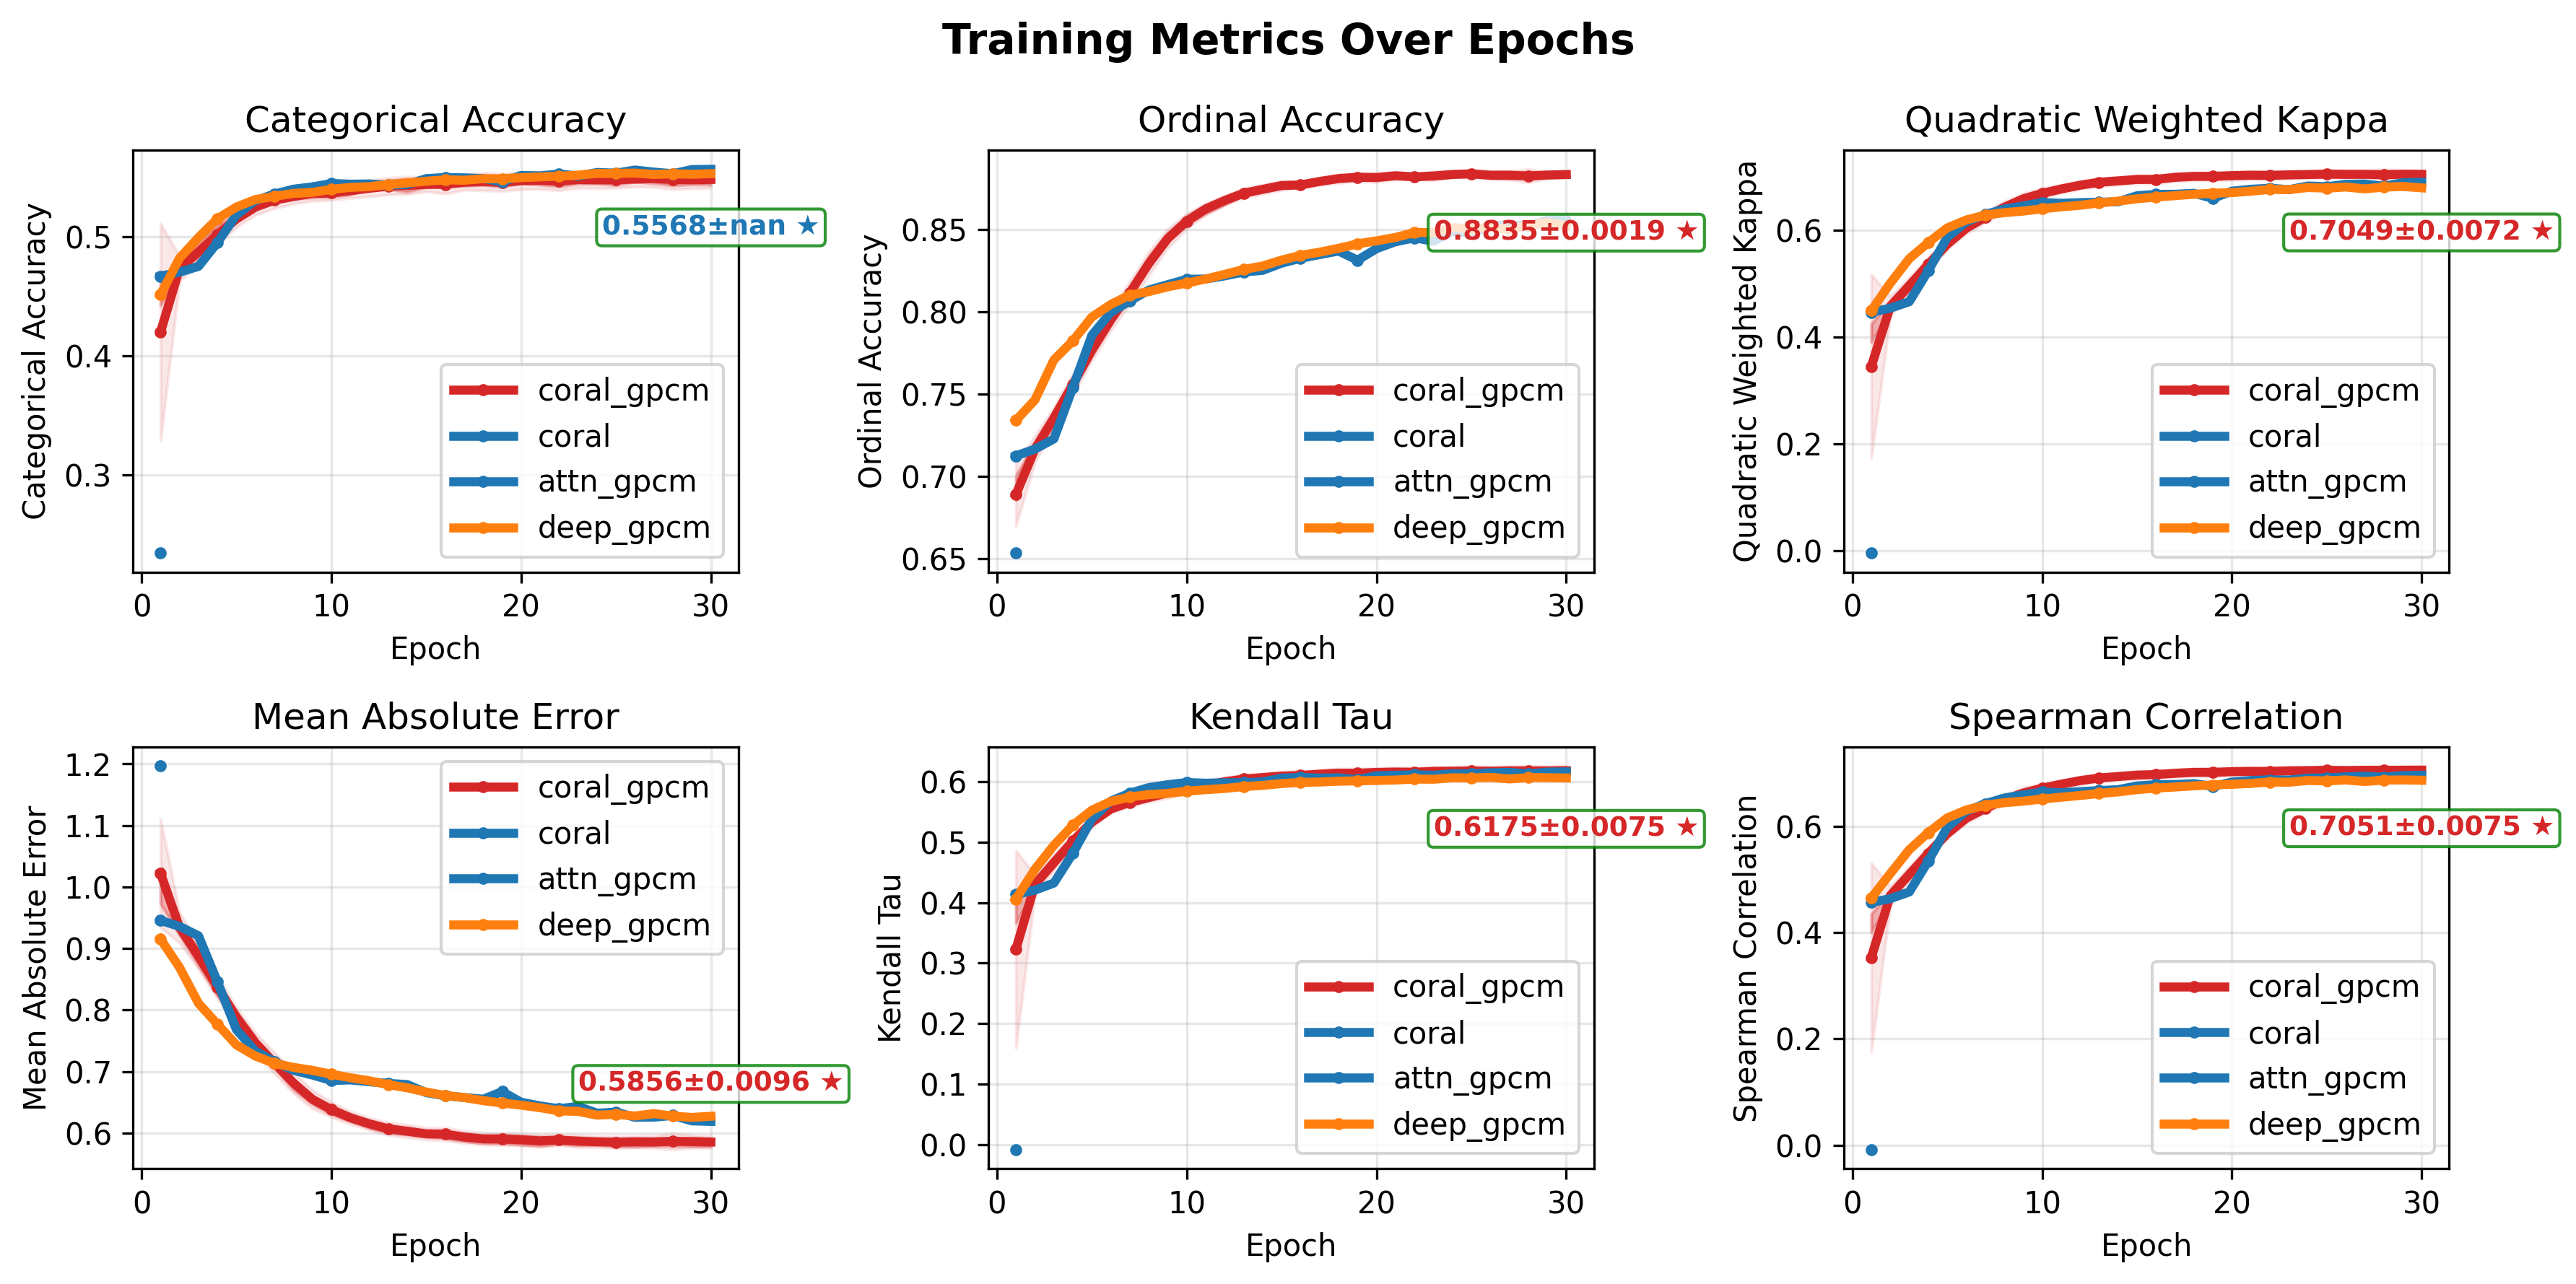 Training Metrics Over Epochs
Categorical Accuracy
Categorical Accuracy
0.5
0.4
0.3
0.5568±nan ★
coral_gpcm
coral
attn_gpcm
deep_gpcm
0
10
20
30
Epoch
Ordinal Accuracy
Ordinal Accuracy
0.85
0.80
0.75
0.70
0.65
0.8835±0.0019 ★
coral_gpcm
coral
attn_gpcm
deep_gpcm
0
10
20
30
Epoch
Quadratic Weighted Kappa
Quadratic Weighted Kappa
0.6
0.4
0.2
0.0
0.7049±0.0072 ★
coral_gpcm
coral
attn_gpcm
deep_gpcm
0
10
20
30
Epoch
Mean Absolute Error
Mean Absolute Error
1.2
1.1
1.0
0.9
0.8
0.7
0.6
coral_gpcm
coral
attn_gpcm
deep_gpcm
0.5856±0.0096 ★
0
10
20
30
Epoch
Kendall Tau
Kendall Tau
0.6
0.5
0.4
0.3
0.2
0.1
0.0
0.6175±0.0075 ★
coral_gpcm
coral
attn_gpcm
deep_gpcm
0
10
20
30
Epoch
Spearman Correlation
Spearman Correlation
0.6
0.4
0.2
0.0
0.7051±0.0075 ★
coral_gpcm
coral
attn_gpcm
deep_gpcm
0
10
20
30
Epoch